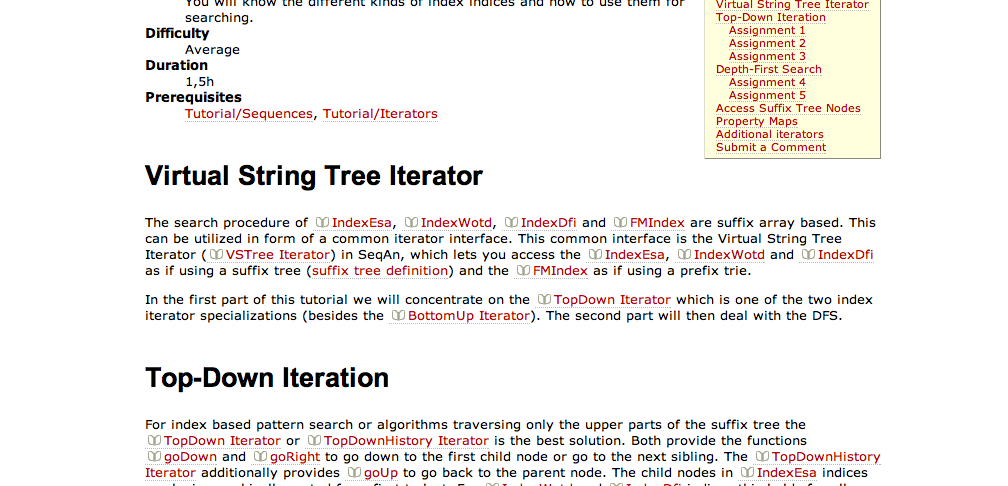 You will know the different kinds of index indices and how to use them for
searching.
Difficulty
Average
Duration
1,5h
Prerequisites
Tutorial/Sequences, Tutorial/Iterators
Virtual String Tree Iterator
Top-Down Iteration
Assignment 1
Assignment 2
Assignment 3
Depth-First Search
Assignment 4
Assignment 5
Access Suffix Tree Nodes
Property Maps
Additional iterators
Submit a Comment
Virtual String Tree Iterator
The search procedure of IndexEsa, IndexWotd, IndexDfi and FMIndex are suffix array based. This
can be utilized in form of a common iterator interface. This common interface is the Virtual String Tree
Iterator ( VSTree Iterator) in SeqAn, which lets you access the IndexEsa, IndexWotd and IndexDfi
as if using a suffix tree (suffix tree definition) and the FMIndex as if using a prefix trie.
In the first part of this tutorial we will concentrate on the TopDown Iterator which is one of the two index
iterator specializations (besides the BottomUp Iterator). The second part will then deal with the DFS.
Top-Down Iteration
For index based pattern search or algorithms traversing only the upper parts of the suffix tree the
TopDown Iterator or TopDownHistory Iterator is the best solution. Both provide the functions
goDown and goRight to go down to the first child node or go to the next sibling. The TopDownHistory
Iterator additionally provides goUp to go back to the parent node. The child nodes in IndexEsa indices